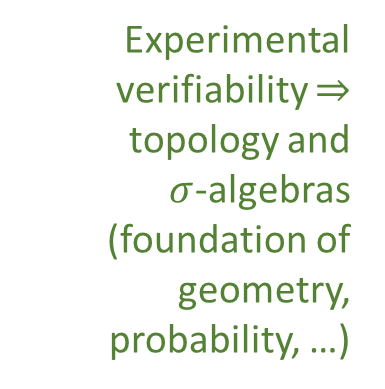 Experimental
verifiability ⇒
topology and
𝜎-algebras
(foundation of
geometry,
probability, ...)